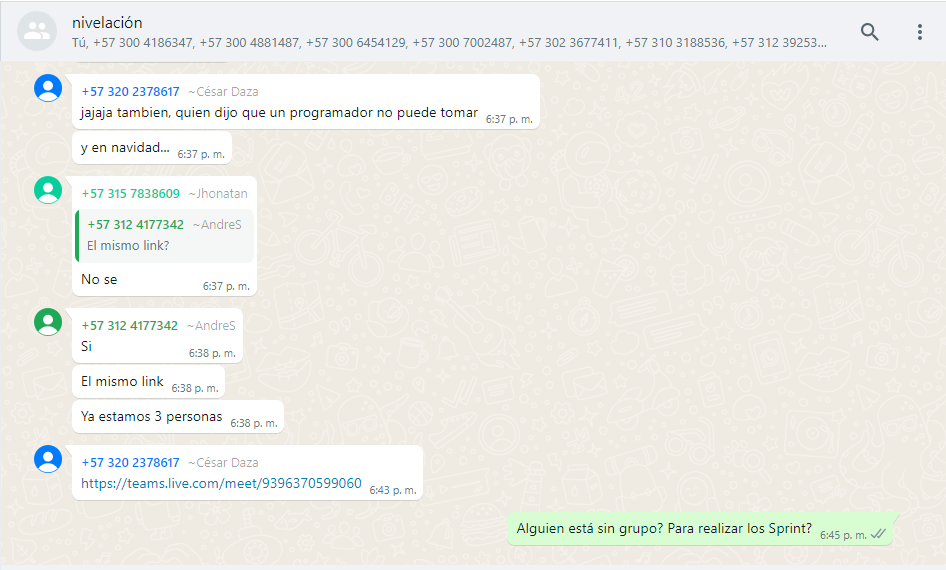 nivelación
Tú, +57 300 4186347, +57 300 4881487, +57 300 6454129, +57 300 7002487, +57 302 3677411, +57 310 3188536, +57 312 39253...
+57 320 2378617 ~César Daza
jajaja tambien, quien dijo que un programador no puede tomar 6:37 p. m.
y en navidad... 6:37 p. m.
+57 315 7838609 ~Jhonatan
+57 312 4177342 ~AndreS
El mismo link?
No se 6:37 p. m.
+57 312 4177342 ~AndreS
Si 6:38 p. m.
El mismo link 6:38 p. m.
Ya estamos 3 personas 6:38 p. m.
+57 320 2378617 ~César Daza
https://teams.live.com/meet/9396370599060 6:43 p. m.
Alguien está sin grupo? Para realizar los Sprint? 6:45 p. m.